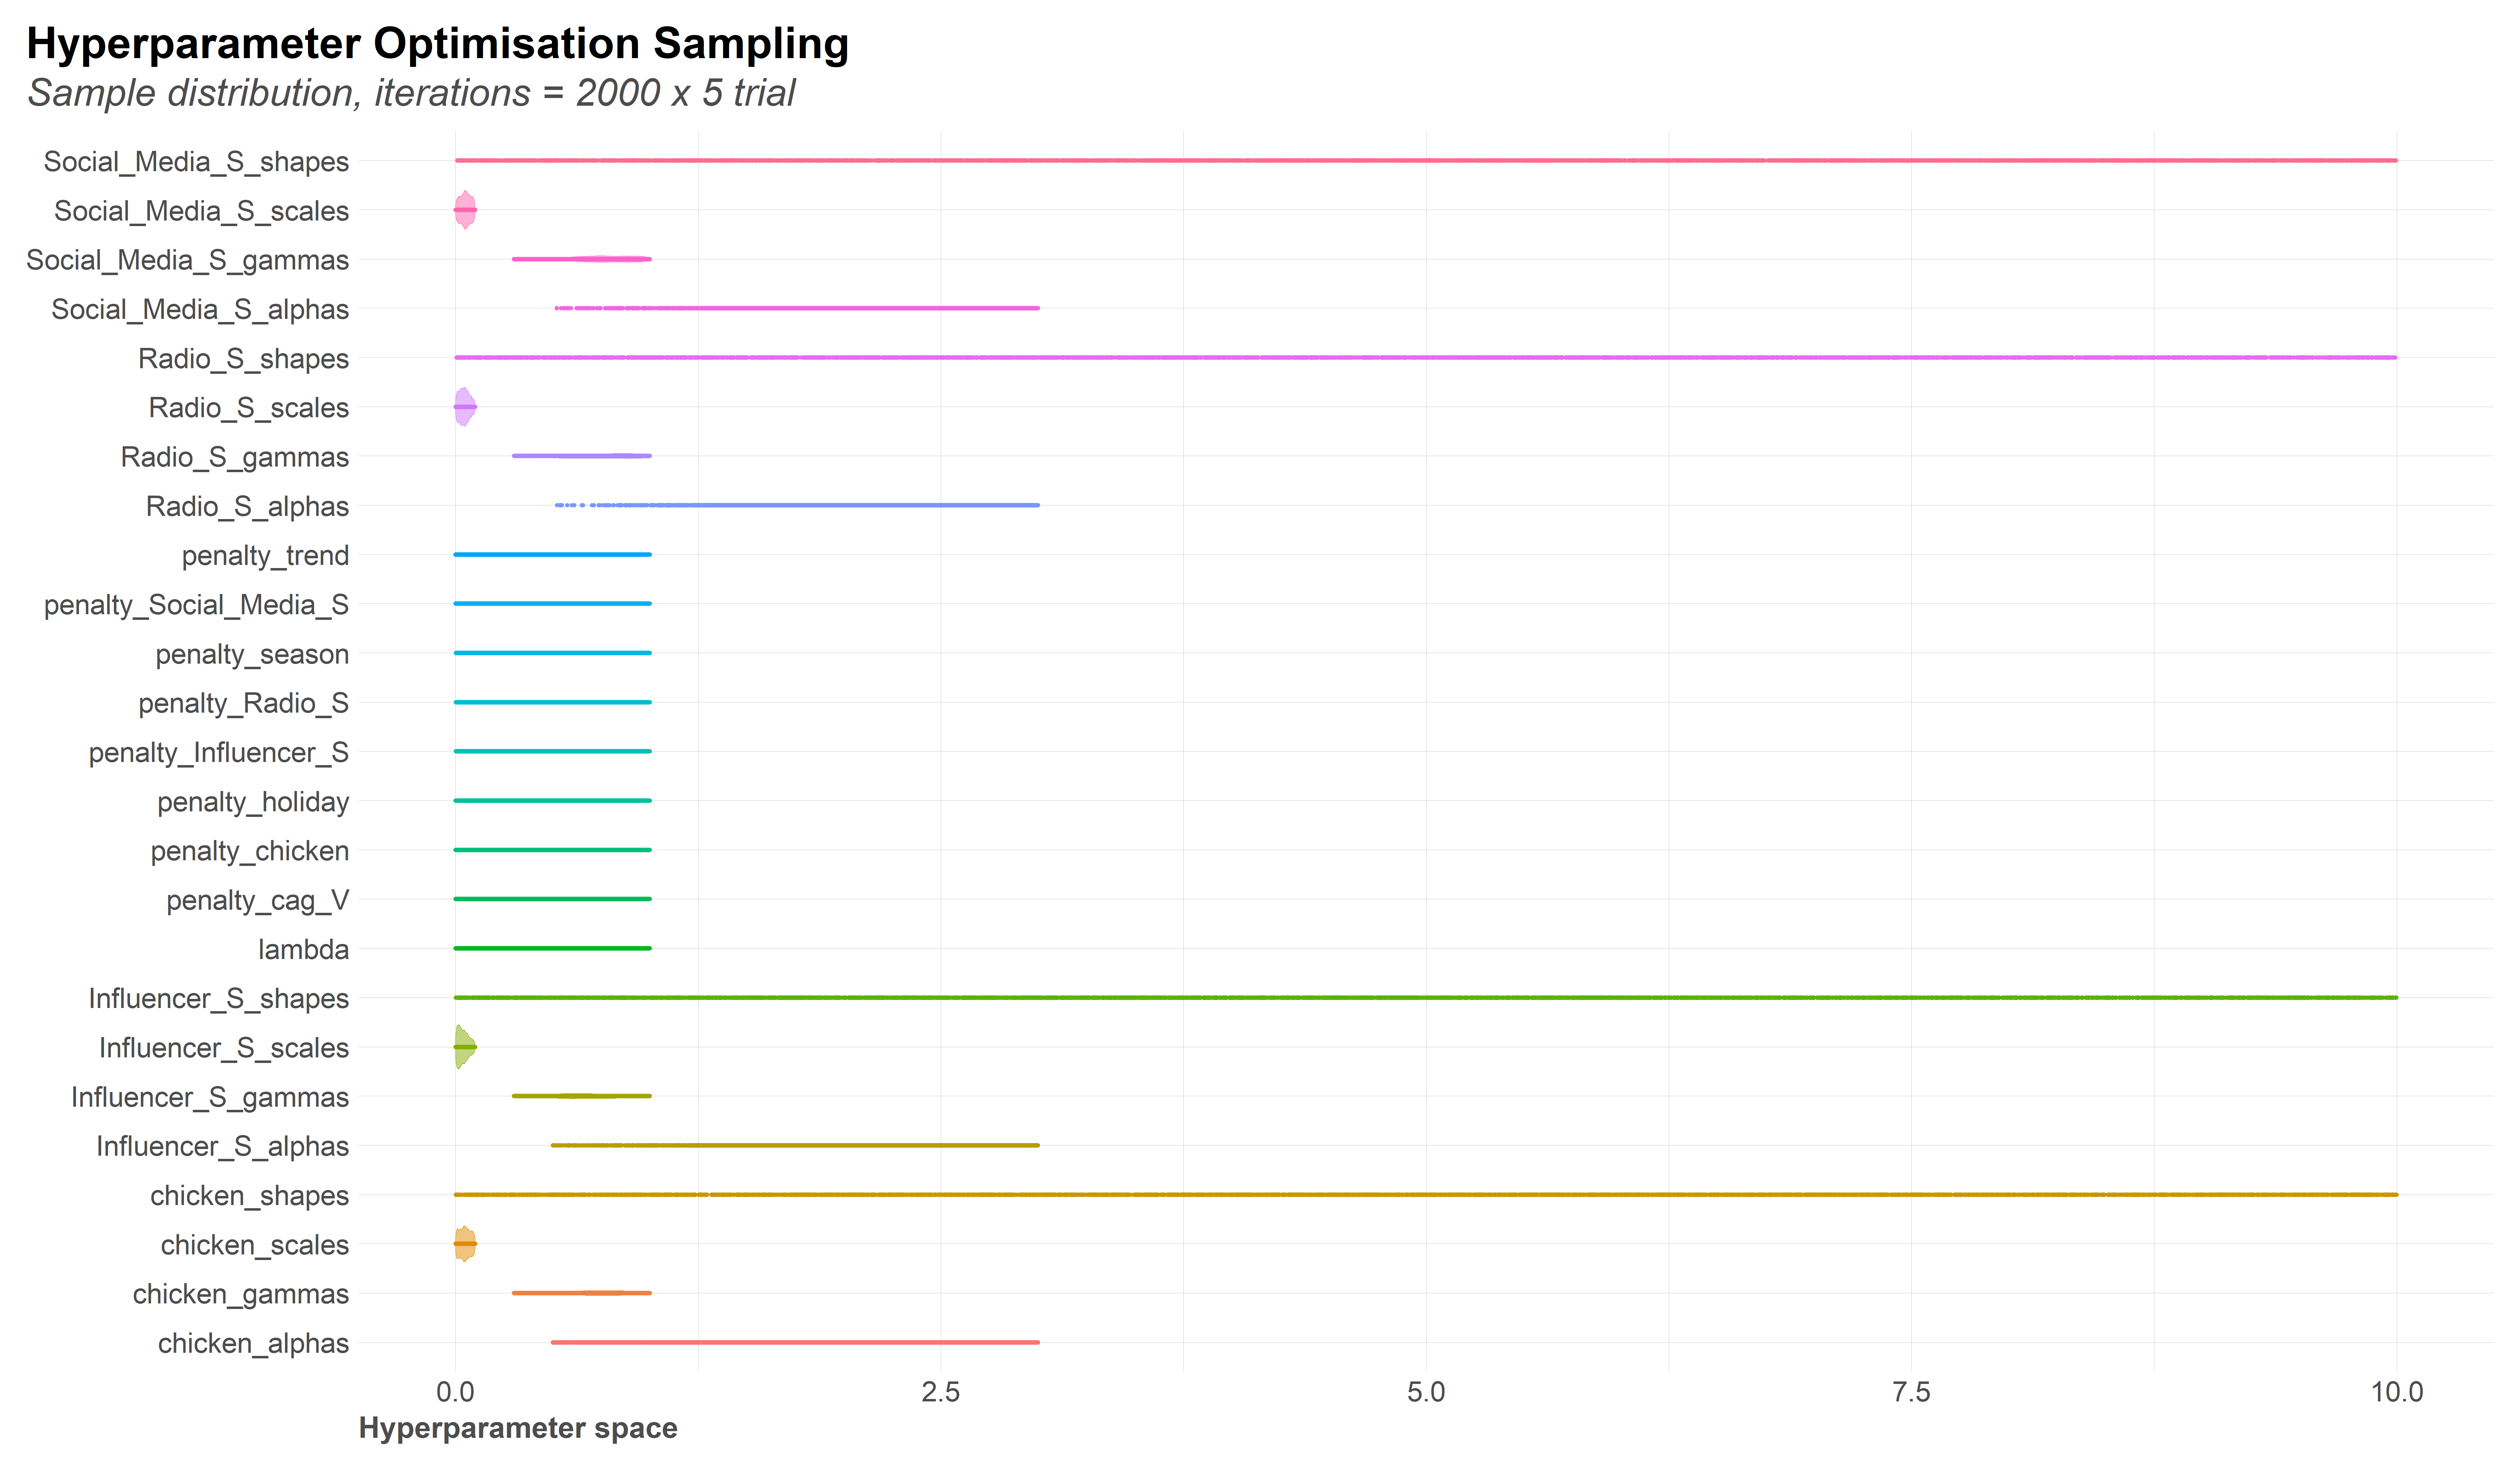 Hyperparameter Optimisation Sampling
Sample distribution, iterations = 2000 x 5 trial
Social_Media_S_shapes
Social_Media_S_scales
Social_Media_S_gammas
Social_Media_S_alphas
Radio_S_shapes
Radio_S_scales
Radio_S_gammas
Radio_S_alphas
penalty_trend
penalty_Social_Media_S
penalty_season
penalty_Radio_S
penalty_Influencer_S
penalty_holiday
penalty_chicken
penalty_cag_V
lambda
Influencer_S_shapes
Influencer_S_scales
Influencer_S_gammas
Influencer_S_alphas
chicken_shapes
chicken_scales
chicken_gammas
chicken_alphas
0.0 2.5 5.0 7.5 10.0
Hyperparameter space